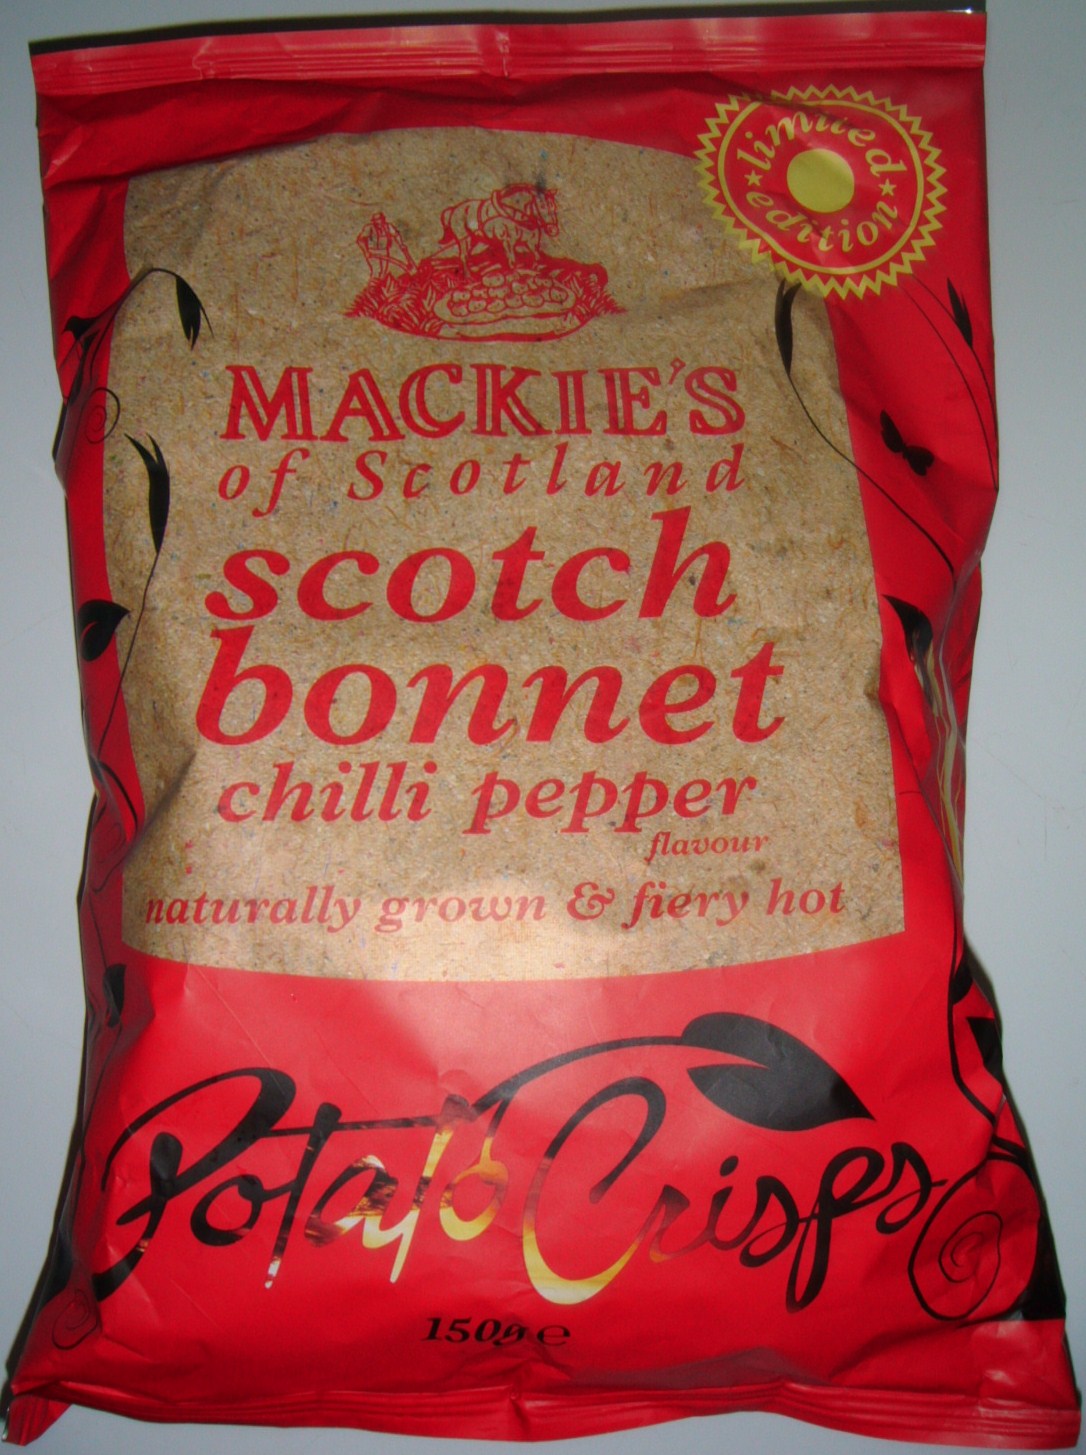 limited
edition
MACKIE'S
of Scotland
scotch
bonnet
chilli pepper
flavour
naturally grown & fiery hot
Potato Crisps
150g e